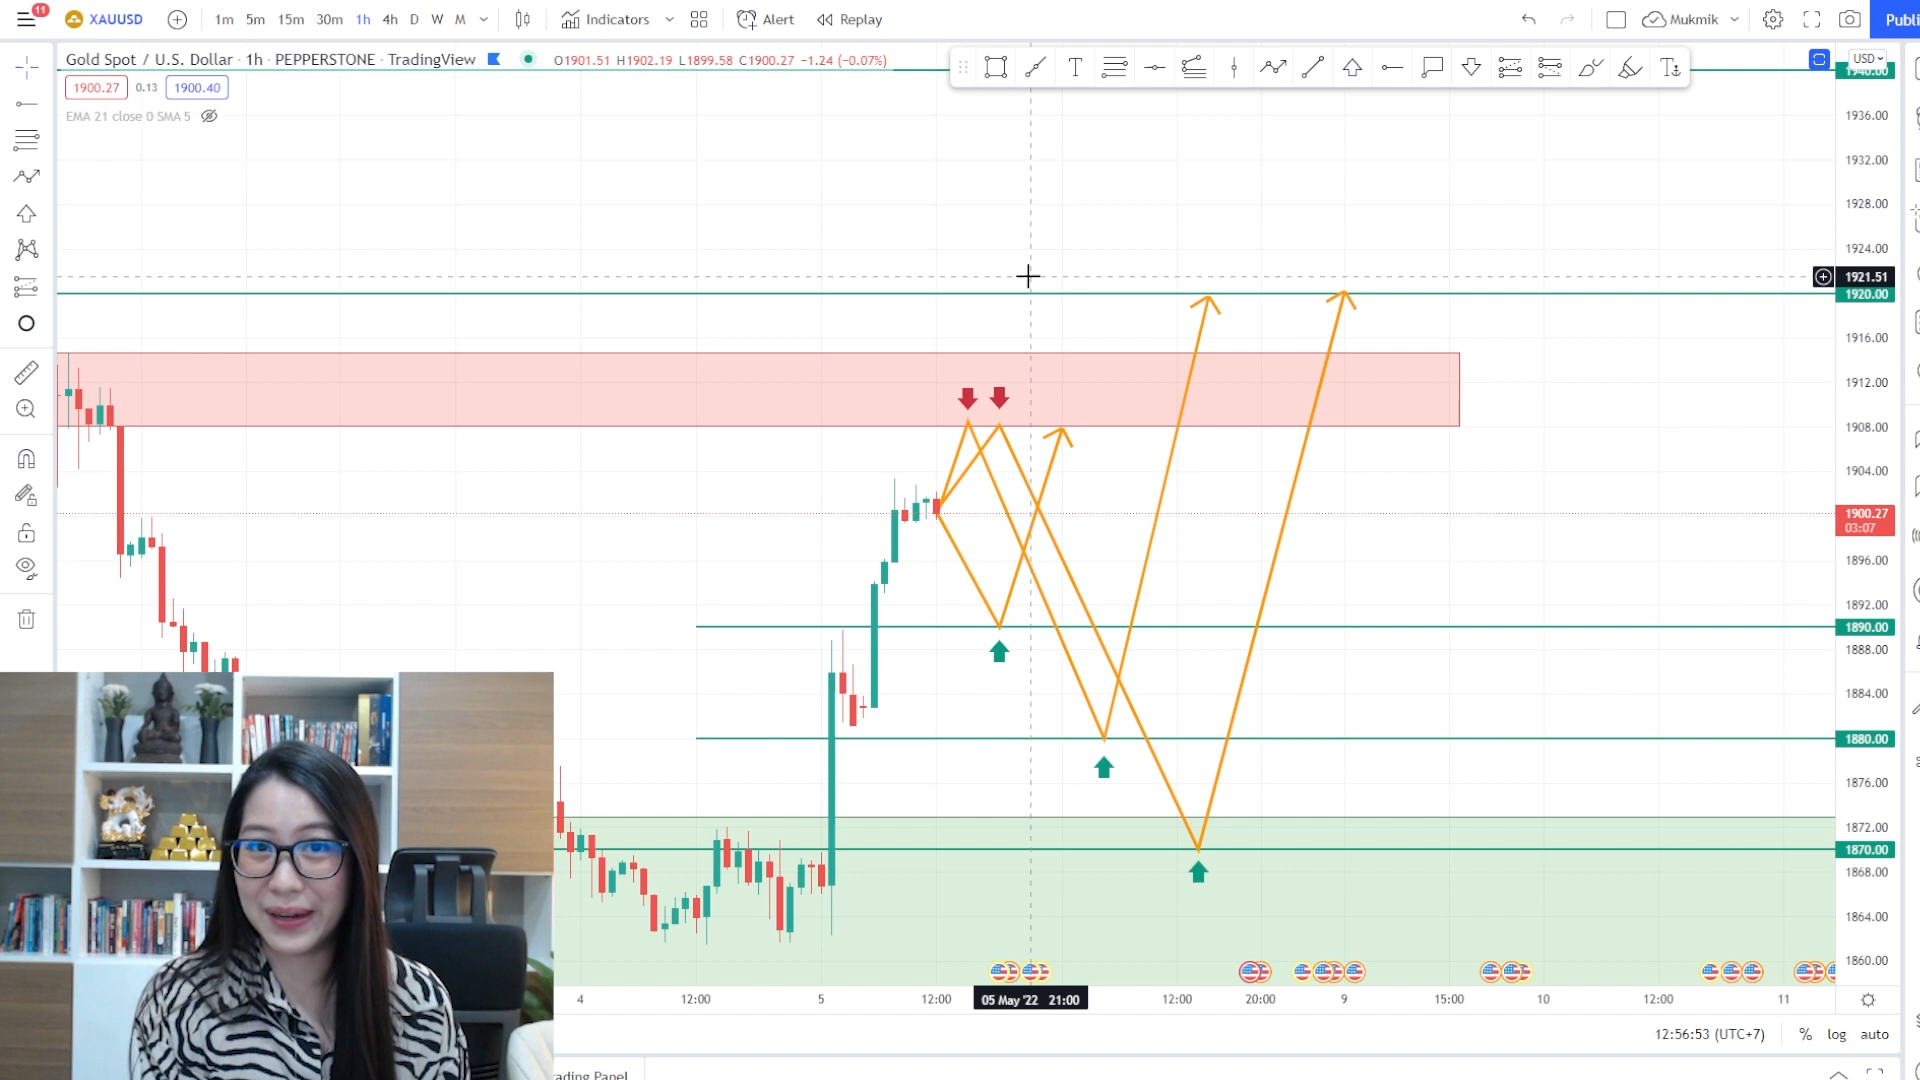 11
XAUUSD
1m 5m 15m 30m 1h 4h D W M
Indicators
Alert
Replay
Mukmik
Publi
Gold Spot / U.S. Dollar · 1h · PEPPERSTONE · TradingView
O1901.51 H1902.19 L1899.58 C1900.27 −1.24 (−0.07%)
T
USD
1900.27 0.13 1900.40
EMA 21 close 0 SMA 5
1940.00
1936.00
1932.00
1928.00
1924.00
1921.51
1920.00
1916.00
1912.00
1908.00
1904.00
1900.27
03:07
1896.00
1892.00
1890.00
1888.00
1884.00
1880.00
1876.00
1872.00
1870.00
1868.00
1864.00
1860.00
4 12:00 5 12:00 05 May '22 21:00 12:00 20:00 9 15:00 10 12:00 11
12:56:53 (UTC+7) % log auto
ading Panel